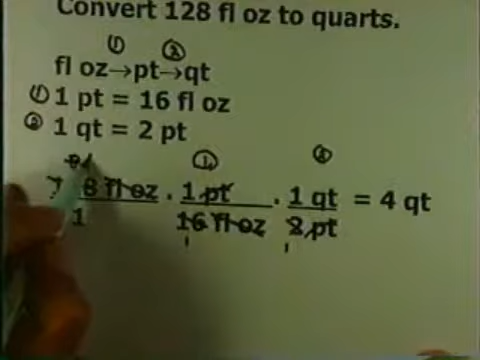 Convert 128 fl oz to quarts.
① ②
fl oz→pt→qt
① 1 pt = 16 fl oz
② 1 qt = 2 pt
① ②
8 fl oz · 1 pt · 1 qt = 4 qt
1 16 fl oz 2 pt
1 1